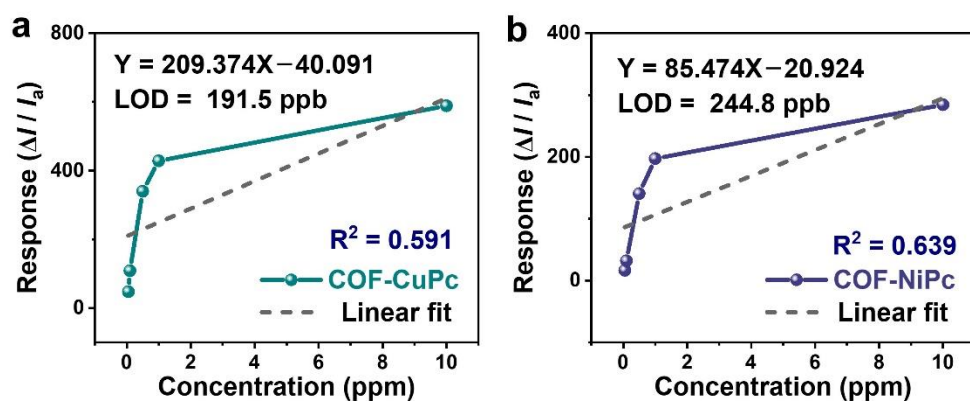 a
800
400
0
Response (ΔI / Iₐ)
Y = 209.374X−40.091
LOD = 191.5 ppb
R² = 0.591
COF-CuPc
Linear fit
0 2 4 6 8 10
Concentration (ppm)
b
400
200
0
Response (ΔI / Iₐ)
Y = 85.474X−20.924
LOD = 244.8 ppb
R² = 0.639
COF-NiPc
Linear fit
0 2 4 6 8 10
Concentration (ppm)